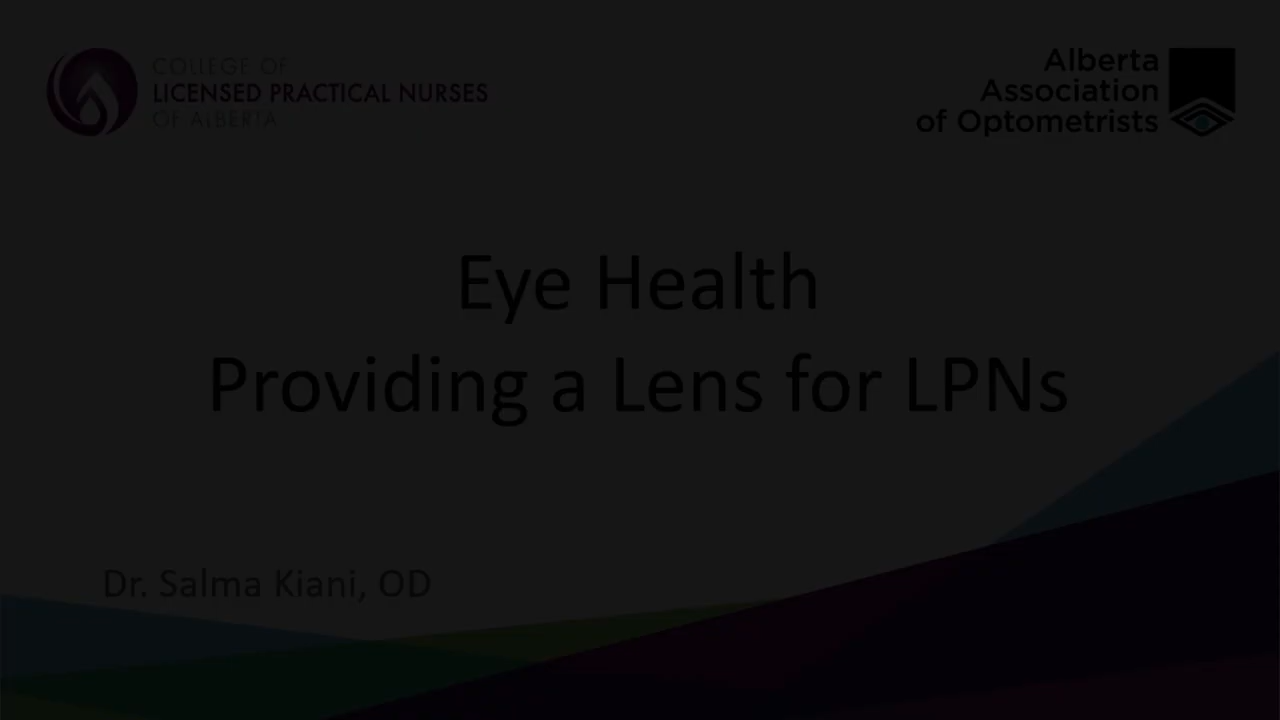 COLLEGE OF
LICENSED PRACTICAL NURSES
OF ALBERTA
Alberta
Association
of Optometrists
Eye Health
Providing a Lens for LPNs
Dr. Salma Kiani, OD